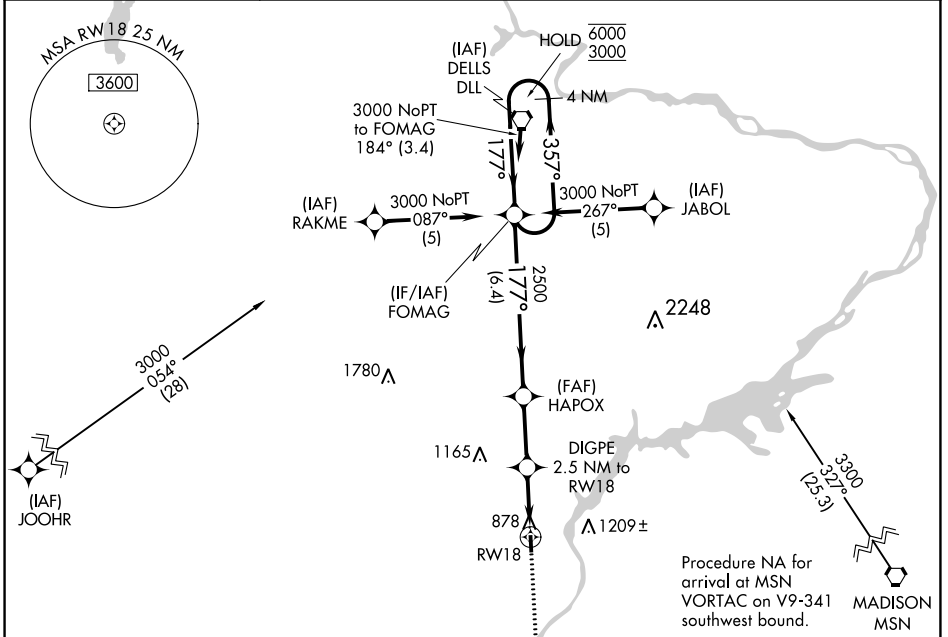 MSA RW18 25 NM
3600
HOLD 6000
3000
(IAF)
DELLS
DLL
4 NM
3000 NoPT
to FOMAG
184° (3.4)
177°
357°
(IAF)
RAKME
3000 NoPT
087°
(5)
3000 NoPT
267°
(5)
(IAF)
JABOL
(IF/IAF)
FOMAG
2500
177°
(6.4)
2248
3000
054°
(28)
1780
(FAF)
HAPOX
(IAF)
JOOHR
1165
DIGPE
2.5 NM to
RW18
3300
327°
(25.3)
878
RW18
1209±
Procedure NA for
arrival at MSN
VORTAC on V9-341
southwest bound.
MADISON
MSN